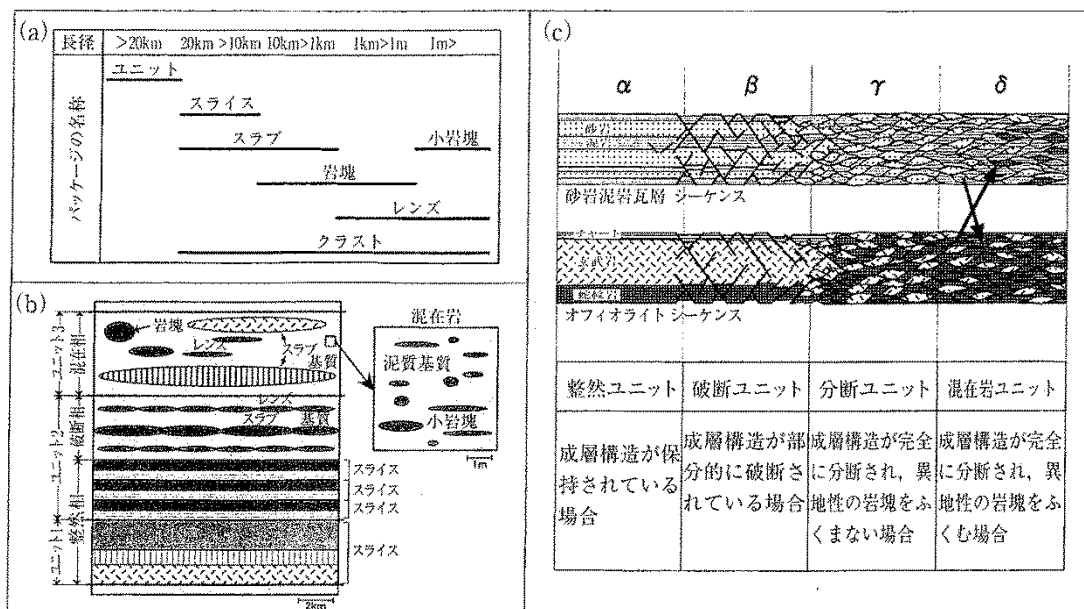 (a)
長径 >20km 20km >10km 10km>1km 1km>1m 1m>
パッケージの名称
ユニット
スライス
スラブ 小岩塊
岩塊
レンズ
クラスト
(b)
ユニット3
混在相
岩塊
レンズ
スラブ
基質
ユニット2
破断相
レンズ
スラブ 基質
整然相
スライス
スライス
スライス
ユニット1
スライス
2km
混在岩
泥質基質
小岩塊
1m
(c)
α β γ δ
砂岩
泥岩
砂岩泥岩瓦層 シーケンス
チャート
玄武岩
オフィオライト シーケンス
整然ユニット 破断ユニット 分断ユニット 混在岩ユニット
成層構造が保
持されている
場合
成層構造が部
分的に破断さ
れている場合
成層構造が完全
に分断され，異
地性の岩塊をふ
くまない場合
成層構造が完全
に分断され，異
地性の岩塊をふ
くむ場合